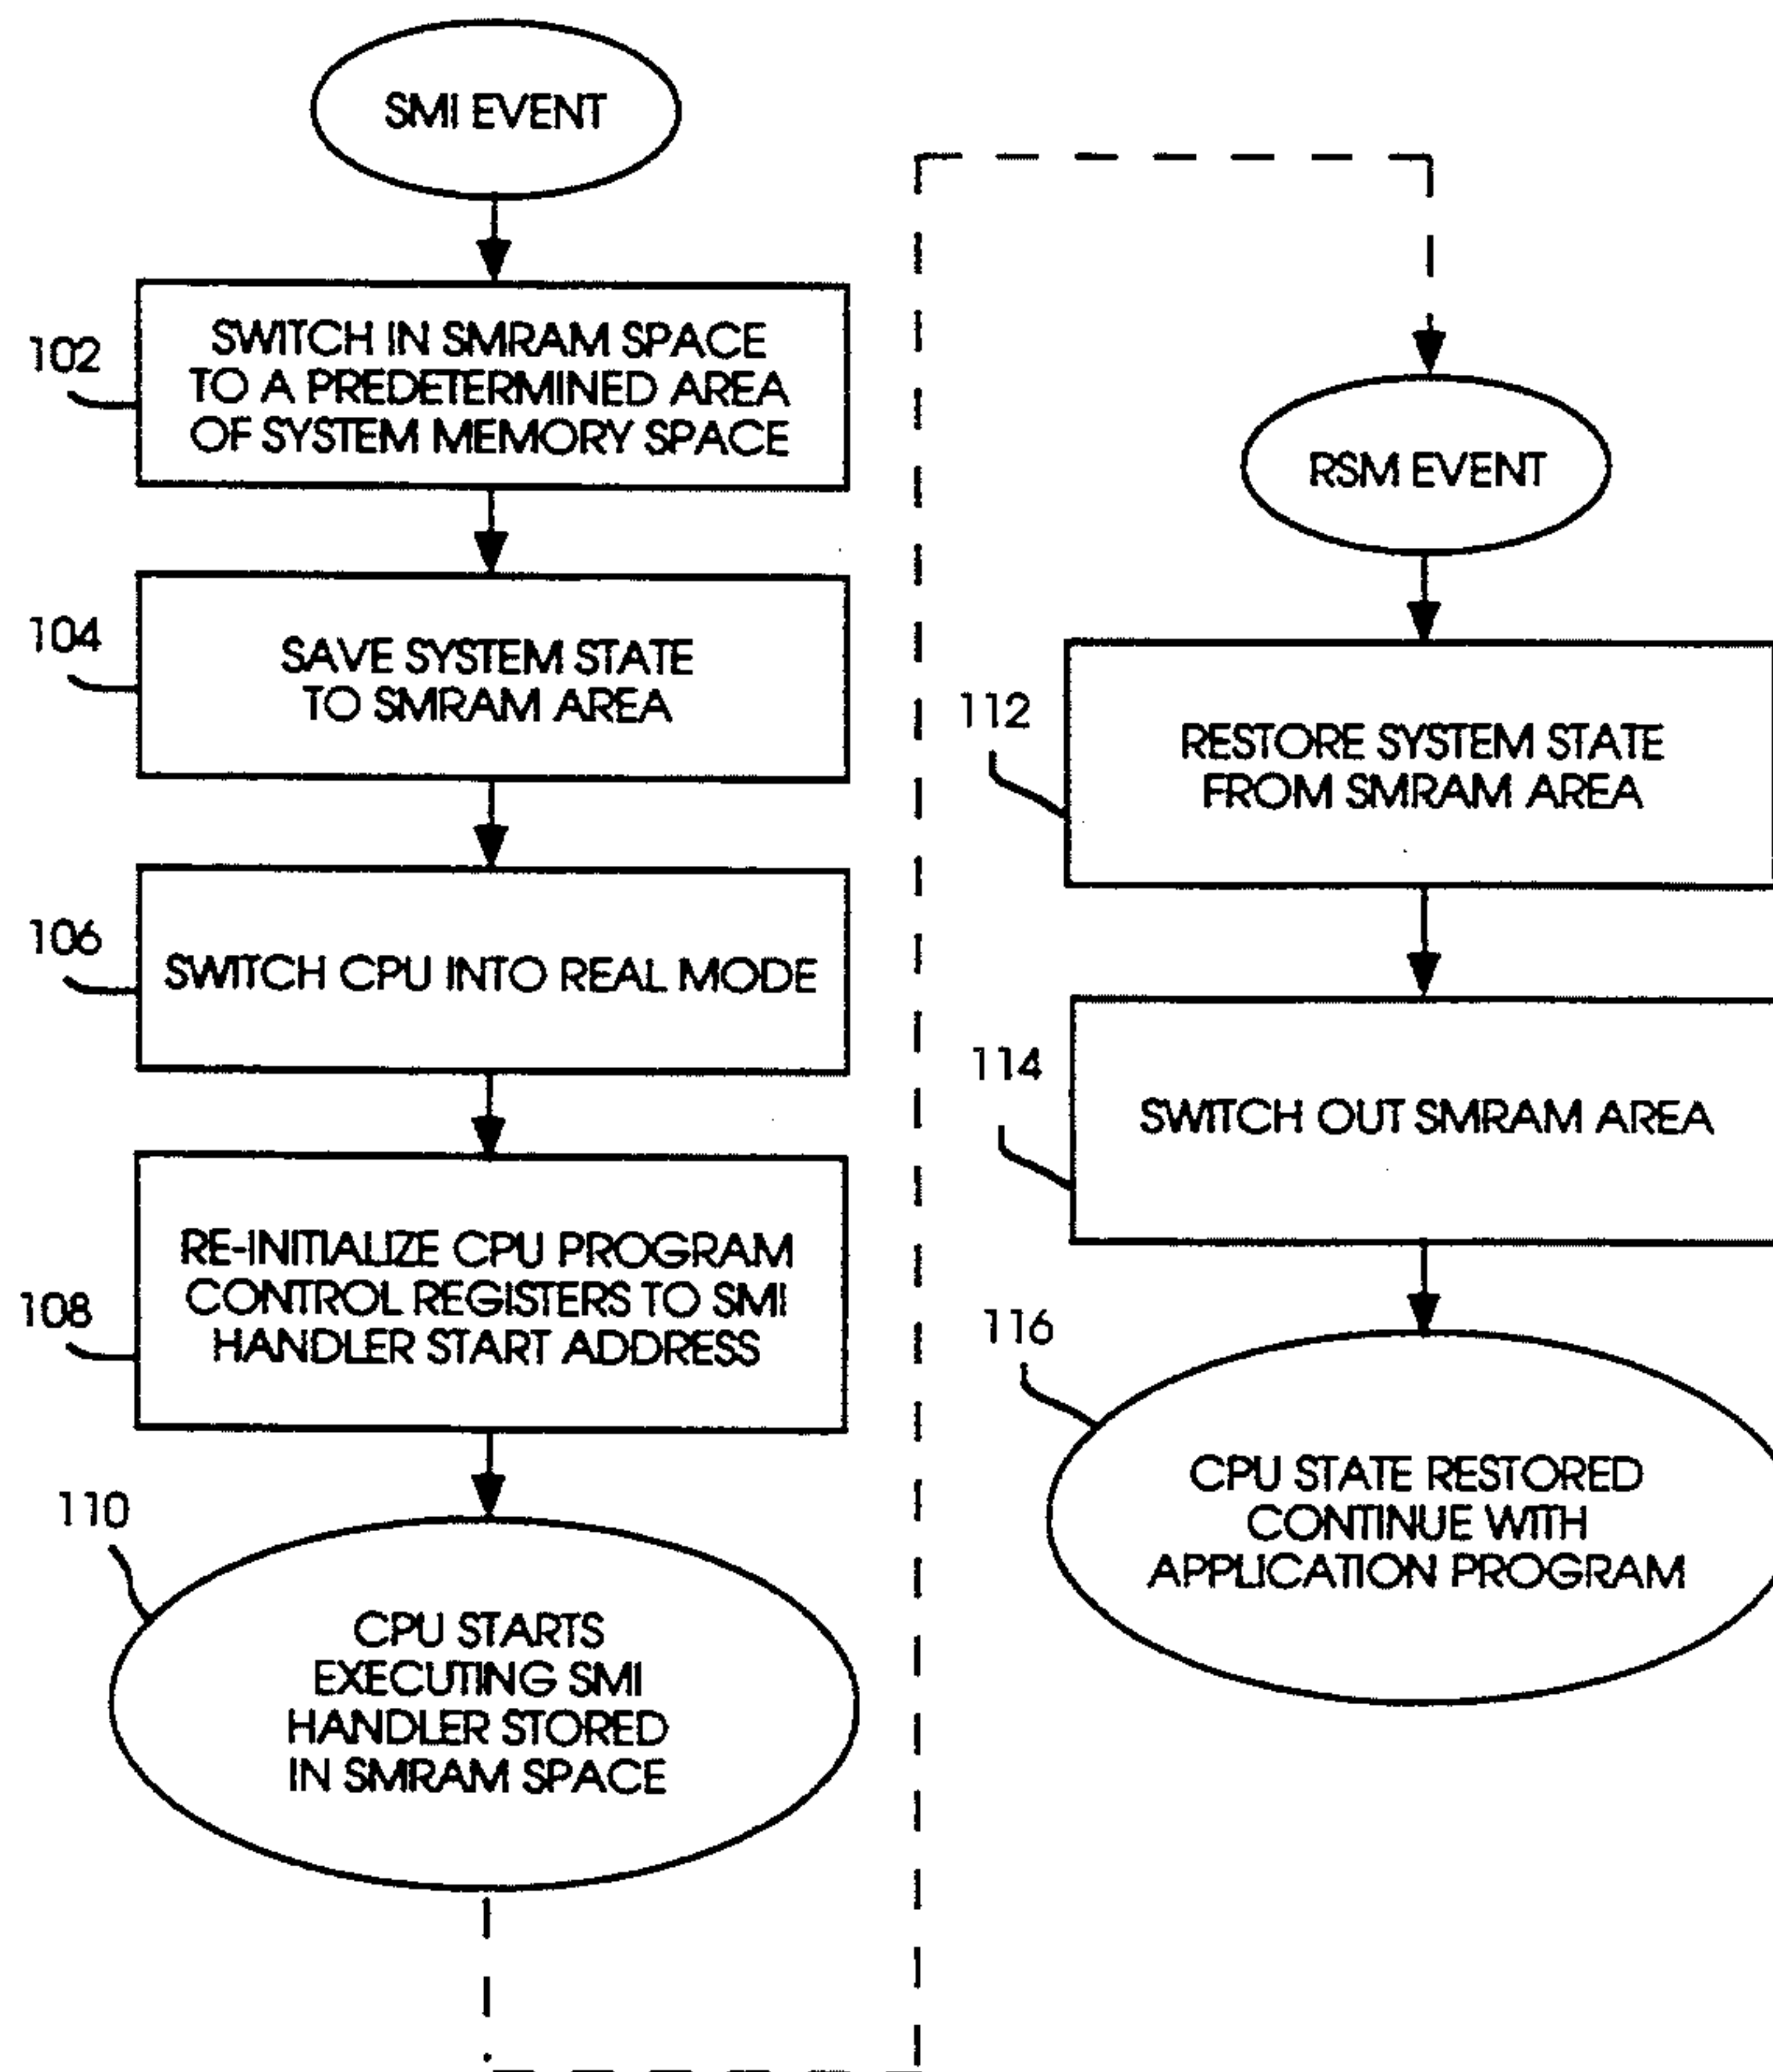 SMI EVENT
102
SWITCH IN SMRAM SPACE
TO A PREDETERMINED AREA
OF SYSTEM MEMORY SPACE
104
SAVE SYSTEM STATE
TO SMRAM AREA
106
SWITCH CPU INTO REAL MODE
108
RE-INITIALIZE CPU PROGRAM
CONTROL REGISTERS TO SMI
HANDLER START ADDRESS
110
CPU STARTS
EXECUTING SMI
HANDLER STORED
IN SMRAM SPACE
RSM EVENT
112
RESTORE SYSTEM STATE
FROM SMRAM AREA
114
SWITCH OUT SMRAM AREA
116
CPU STATE RESTORED
CONTINUE WITH
APPLICATION PROGRAM